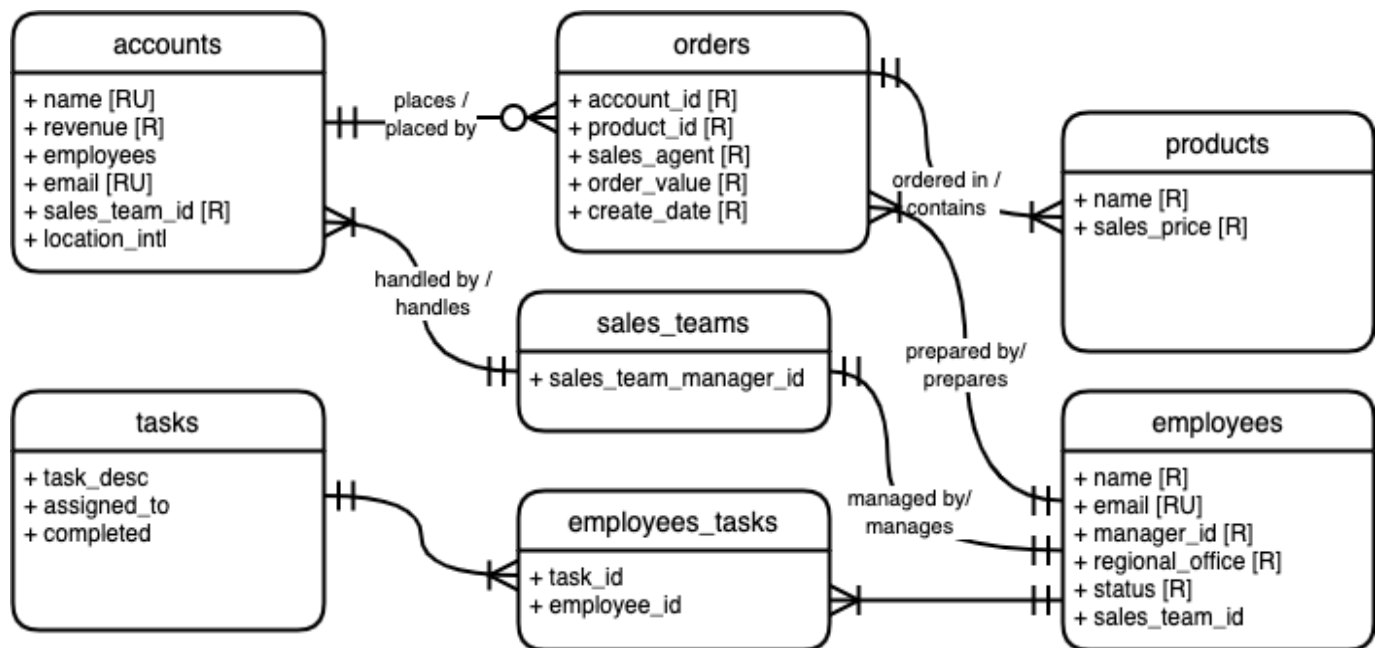 accounts
+ name [RU]
+ revenue [R]
+ employees
+ email [RU]
+ sales_team_id [R]
+ location_intl
places /
placed by
orders
+ account_id [R]
+ product_id [R]
+ sales_agent [R]
+ order_value [R]
+ create_date [R]
ordered in /
contains
products
+ name [R]
+ sales_price [R]
handled by /
handles
sales_teams
+ sales_team_manager_id
prepared by/
prepares
tasks
+ task_desc
+ assigned_to
+ completed
employees_tasks
+ task_id
+ employee_id
managed by/
manages
employees
+ name [R]
+ email [RU]
+ manager_id [R]
+ regional_office [R]
+ status [R]
+ sales_team_id